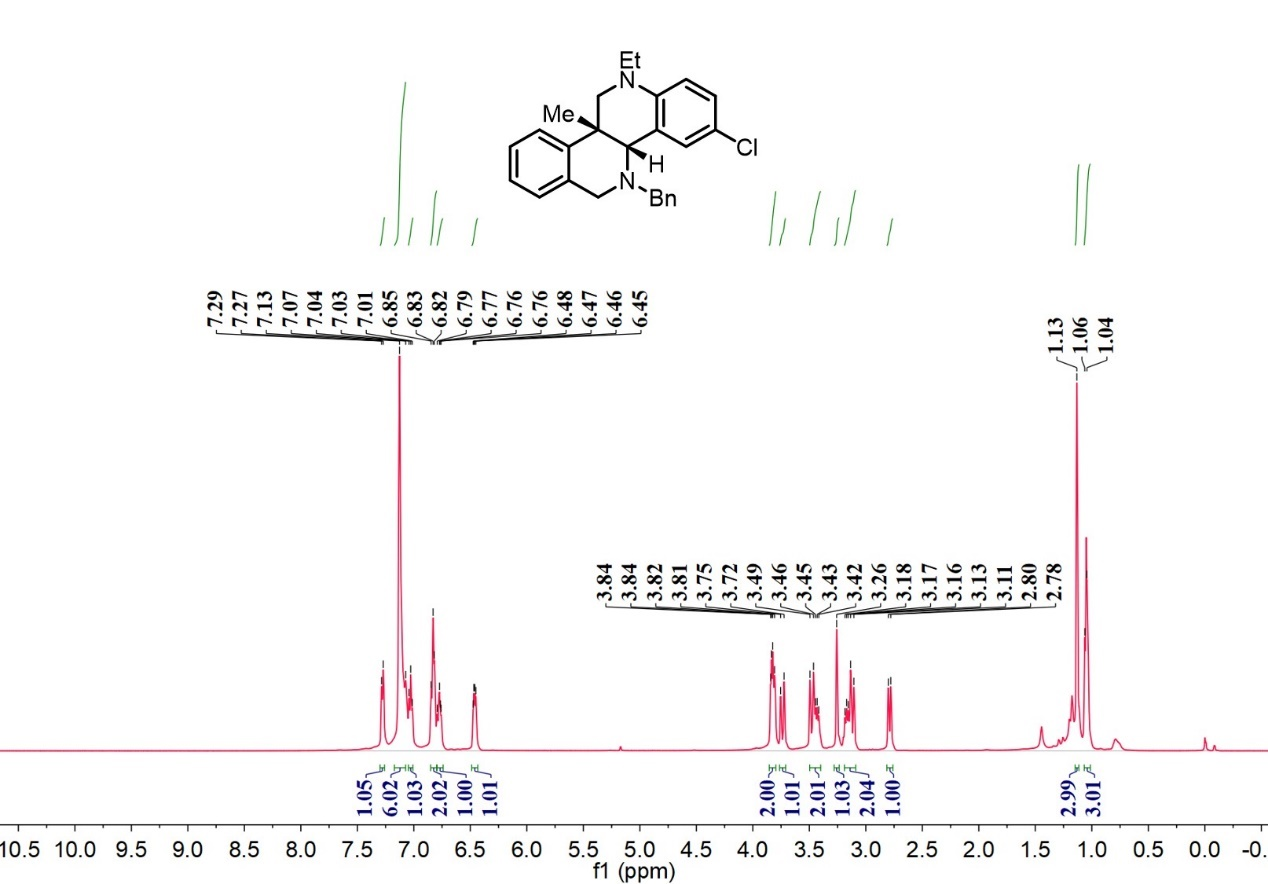 Et
N
Me
Cl
H
N
Bn
7.29 7.27 7.13 7.07 7.04 7.03 7.01 6.85 6.83 6.82 6.79 6.77 6.76 6.76 6.48 6.47 6.46 6.45
1.13 1.06 1.04
3.84 3.84 3.82 3.81 3.75 3.72 3.49 3.46 3.45 3.43 3.42 3.26 3.18 3.17 3.16 3.13 3.11 2.80 2.78
1.05 6.02 1.03 2.02 1.00 1.01 2.00 1.01 2.01 1.03 2.04 1.00 2.99 3.01
10.5 10.0 9.5 9.0 8.5 8.0 7.5 7.0 6.5 6.0 5.5 5.0 4.5 4.0 3.5 3.0 2.5 2.0 1.5 1.0 0.5 0.0 -0.
f1 (ppm)